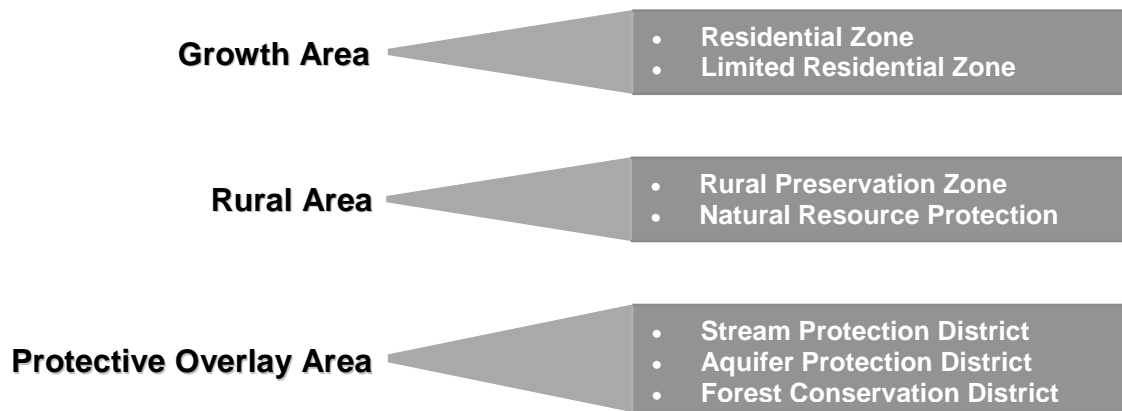 Growth Area
• Residential Zone
• Limited Residential Zone
Rural Area
• Rural Preservation Zone
• Natural Resource Protection
Protective Overlay Area
• Stream Protection District
• Aquifer Protection District
• Forest Conservation District